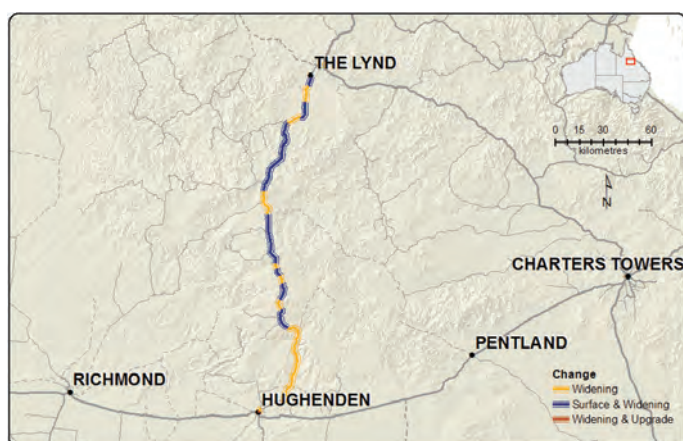 THE LYND
0 15 30 60
kilometres
N
CHARTERS TOWERS
PENTLAND
RICHMOND
HUGHENDEN
Change
Widening
Surface & Widening
Widening & Upgrade